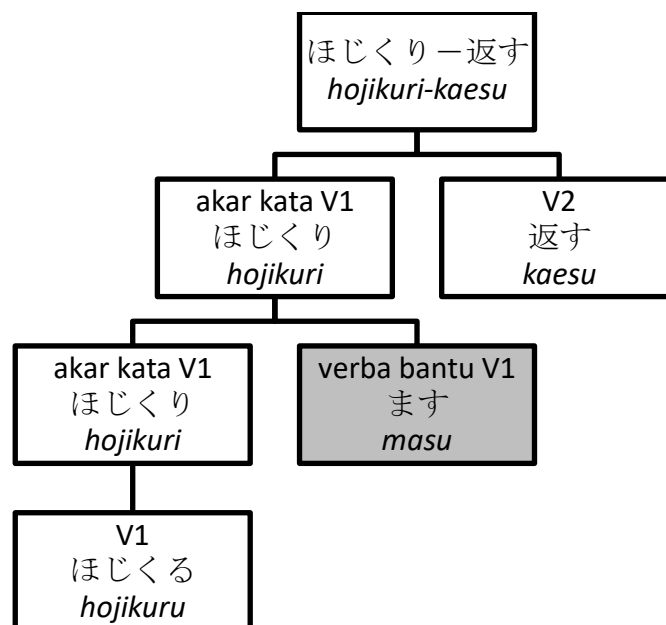 ほじくり－返す
hojikuri-kaesu
akar kata V1
ほじくり
hojikuri
V2
返す
kaesu
akar kata V1
ほじくり
hojikuri
verba bantu V1
ます
masu
V1
ほじくる
hojikuru